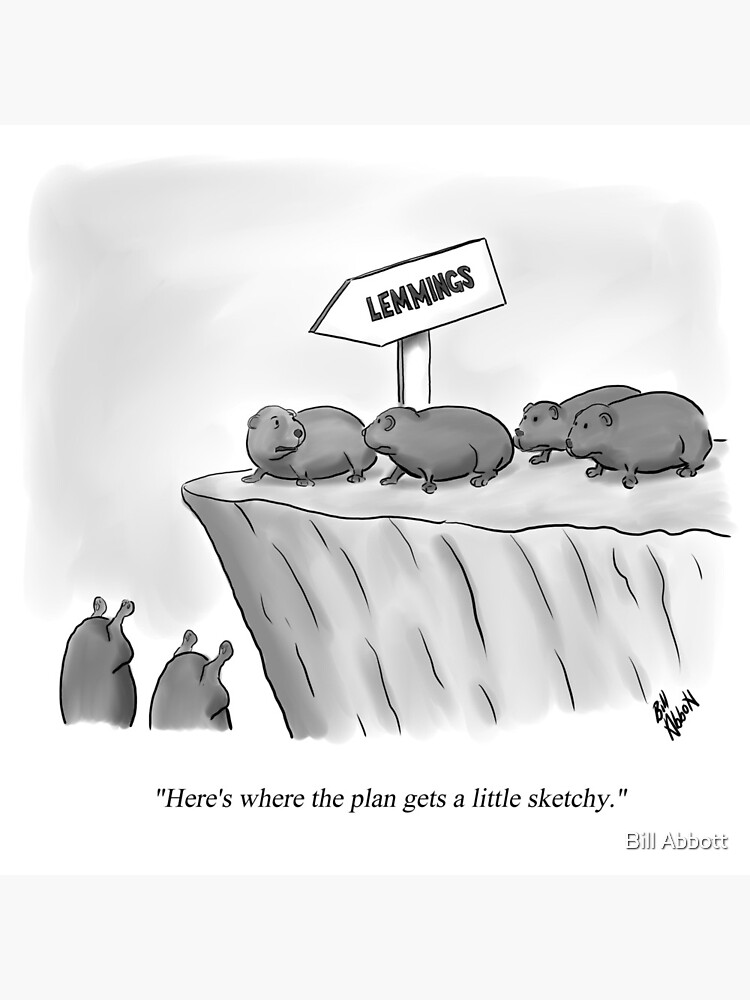 LEMMINGS
Bill
Abbott
"Here's where the plan gets a little sketchy."
Bill Abbott